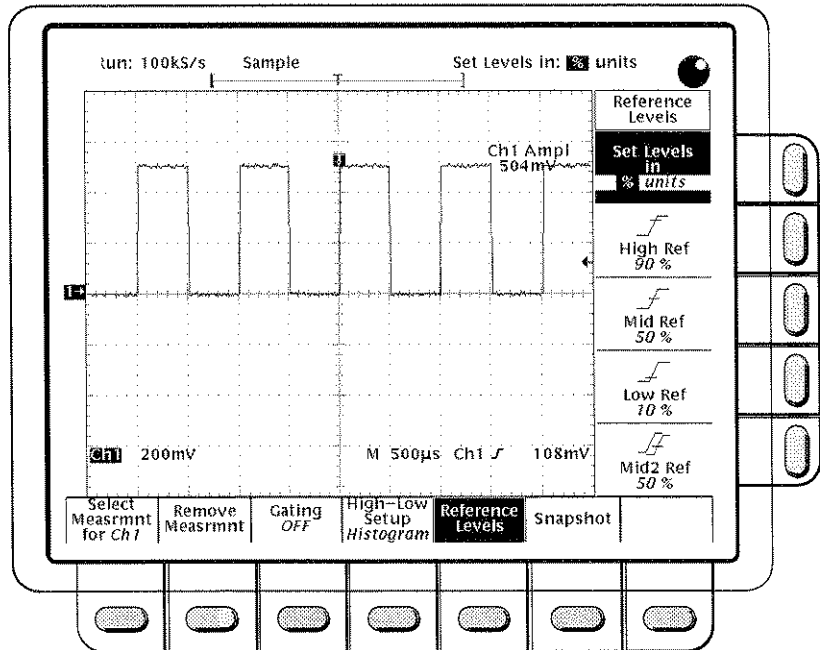 Run: 100kS/s Sample Set Levels in: % units
T
Reference
Levels
Set Levels
in
% units
Ch1 Ampl
504mV
High Ref
90 %
1
Mid Ref
50 %
Low Ref
10 %
Ch1 200mV M 500µs Ch1 108mV
Mid2 Ref
50 %
Select
Measrmnt
for Ch1
Remove
Measrmnt
Gating
OFF
High-Low
Setup
Histogram
Reference
Levels
Snapshot